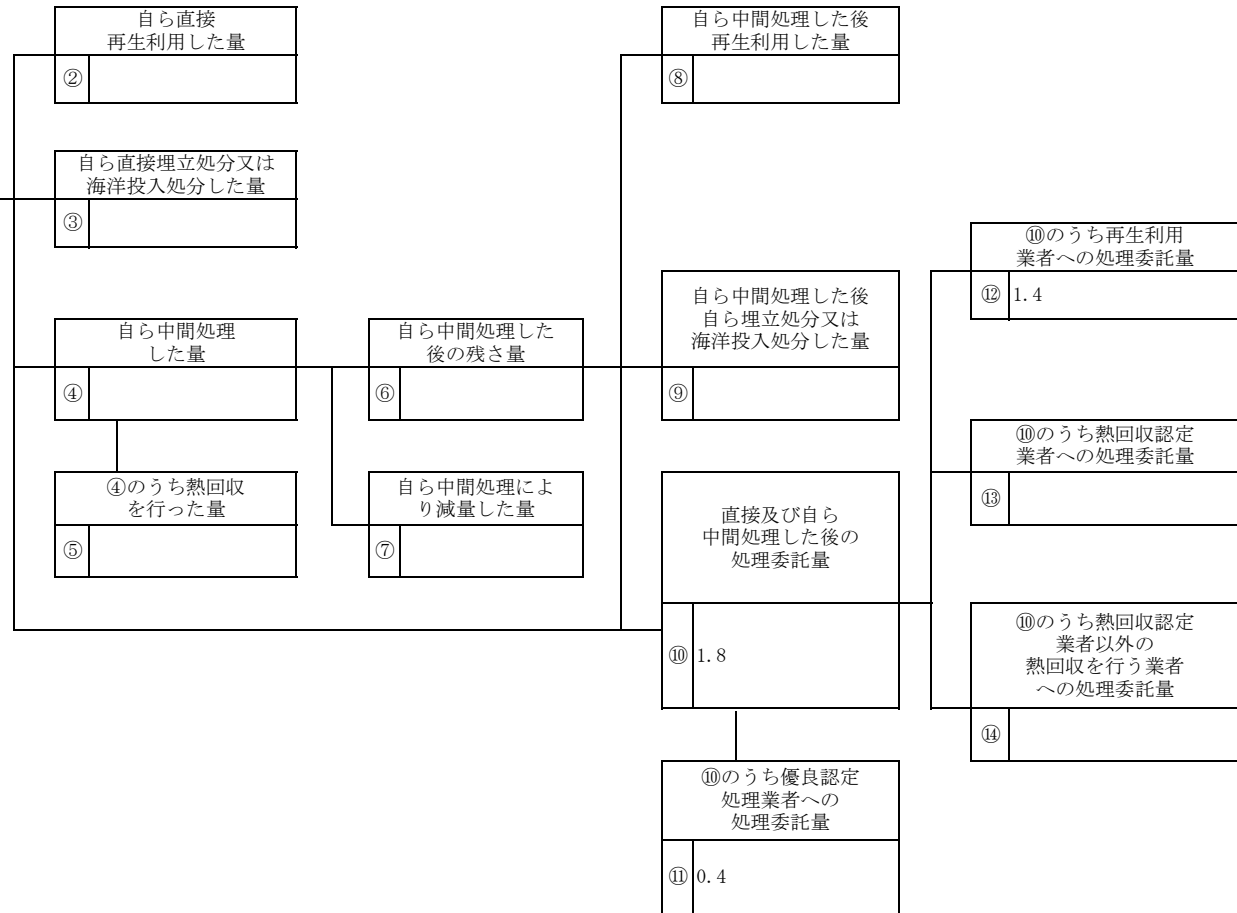 自ら直接
再生利用した量
②
自ら中間処理した後
再生利用した量
⑧
自ら直接埋立処分又は
海洋投入処分した量
③
⑩のうち再生利用
業者への処理委託量
⑫ 1.4
自ら中間処理
した量
④
自ら中間処理した
後の残さ量
⑥
自ら中間処理した後
自ら埋立処分又は
海洋投入処分した量
⑨
⑩のうち熱回収認定
業者への処理委託量
⑬
④のうち熱回収
を行った量
⑤
自ら中間処理によ
り減量した量
⑦
直接及び自ら
中間処理した後の
処理委託量
⑩ 1.8
⑩のうち熱回収認定
業者以外の
熱回収を行う業者
への処理委託量
⑭
⑩のうち優良認定
処理業者への
処理委託量
⑪ 0.4